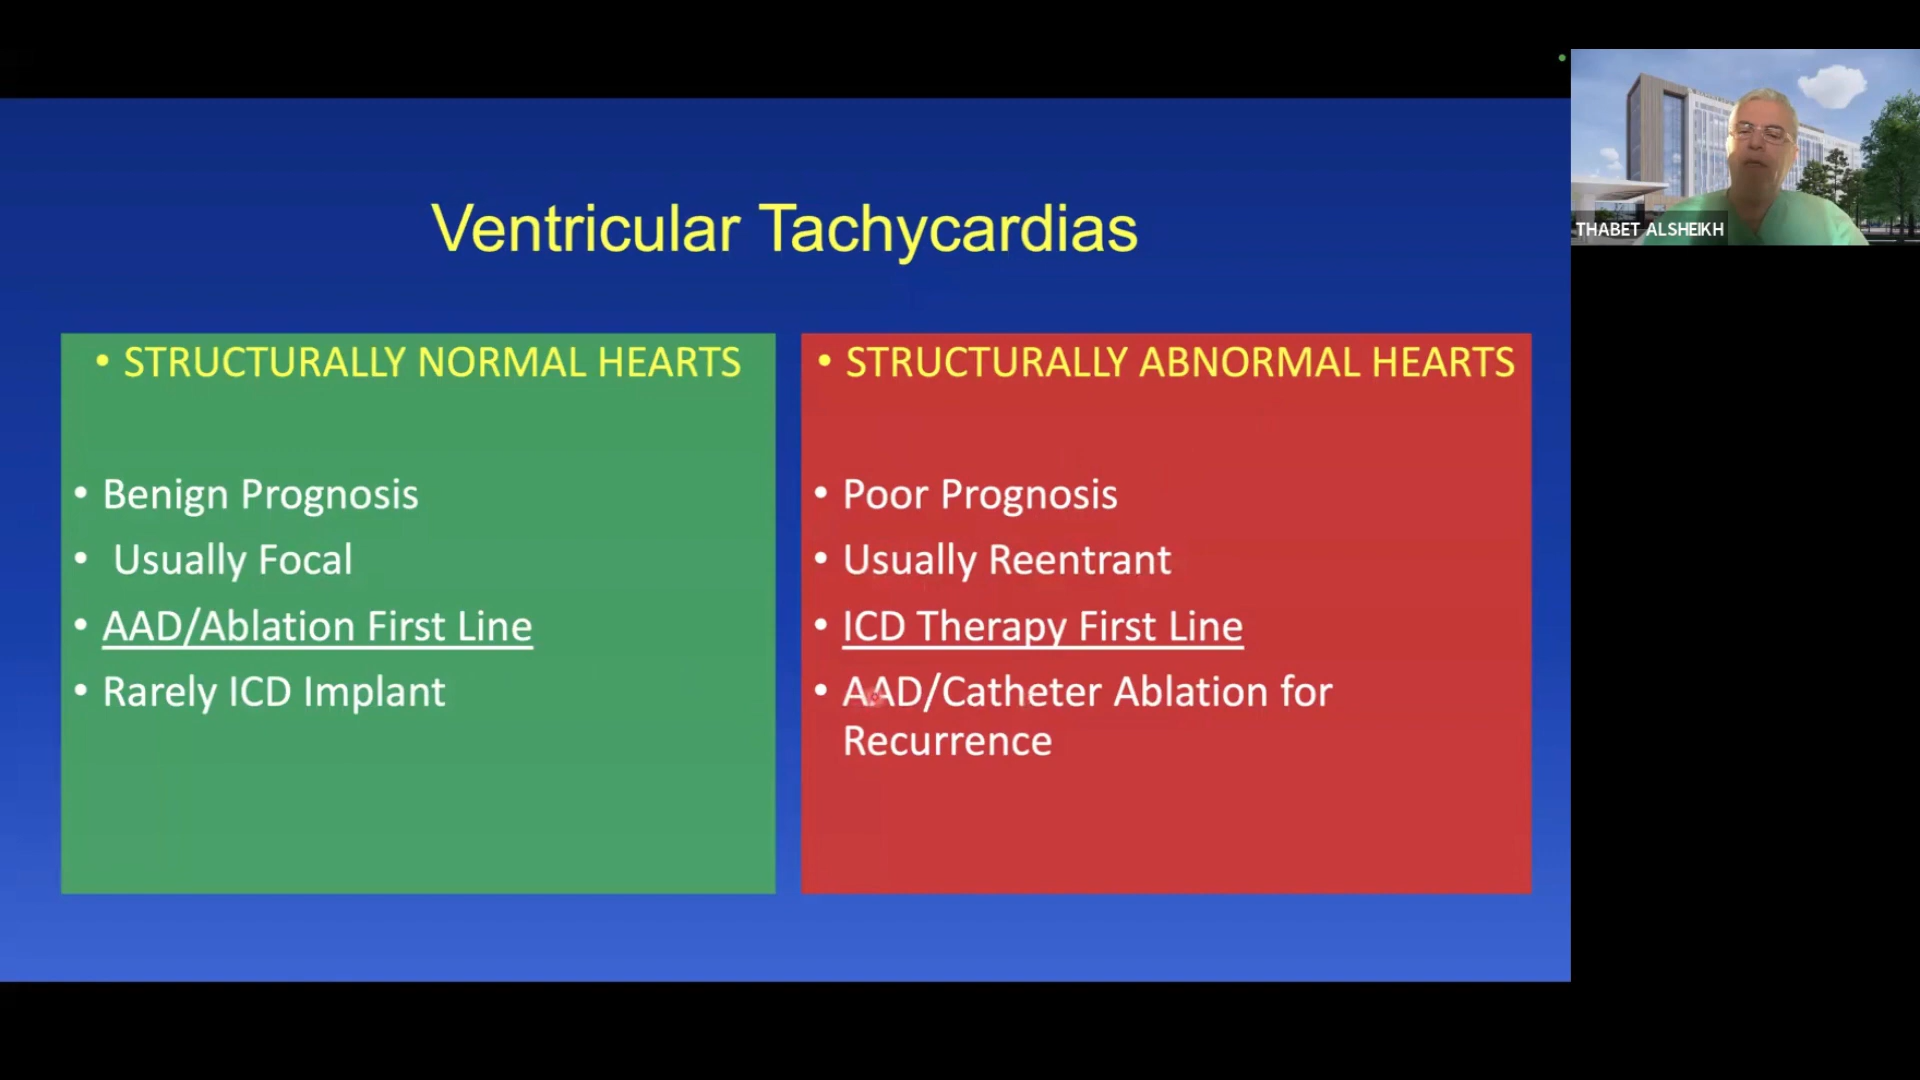 Ventricular Tachycardias
• STRUCTURALLY NORMAL HEARTS
• Benign Prognosis
• Usually Focal
• AAD/Ablation First Line
• Rarely ICD Implant
• STRUCTURALLY ABNORMAL HEARTS
• Poor Prognosis
• Usually Reentrant
• ICD Therapy First Line
• AAD/Catheter Ablation for
Recurrence
THABET ALSHEIKH